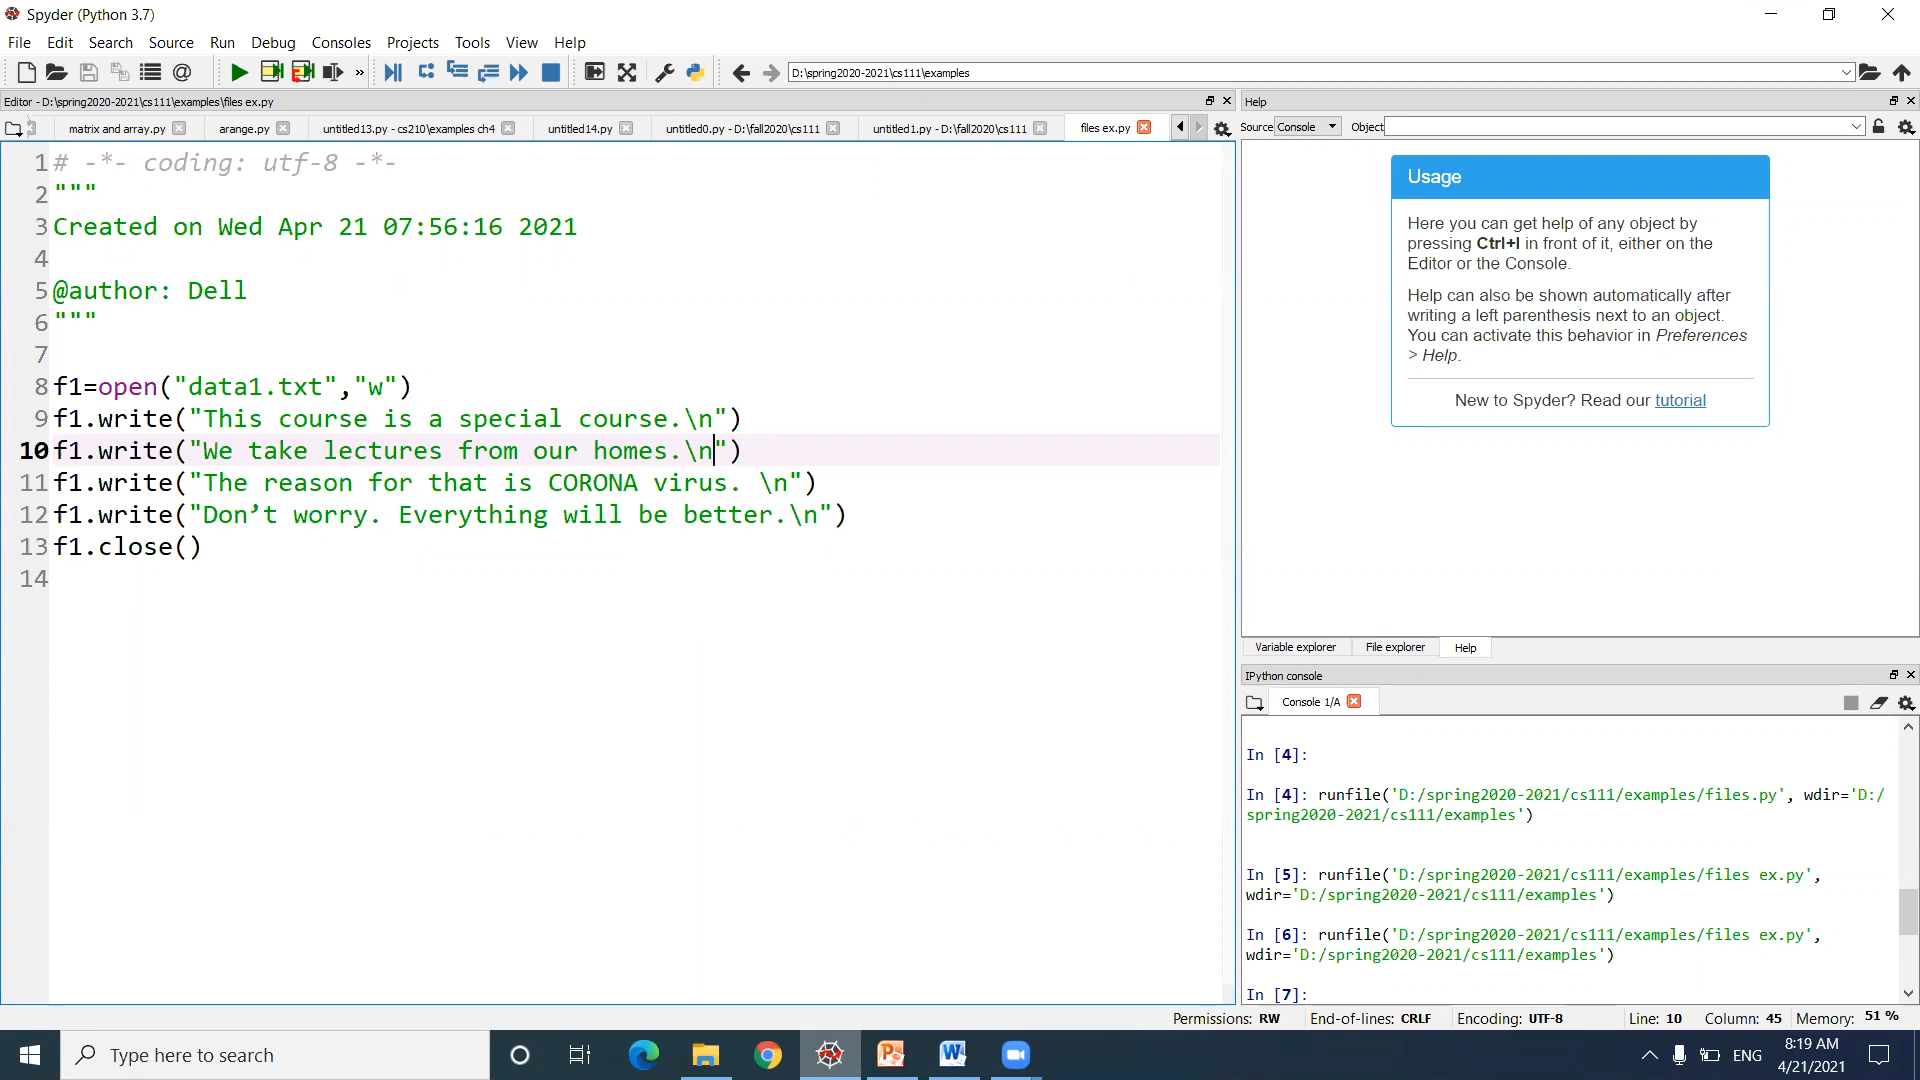 Spyder (Python 3.7)
File Edit Search Source Run Debug Consoles Projects Tools View Help
D:\spring2020-2021\cs111\examples
Editor - D:\spring2020-2021\cs111\examples\files ex.py
matrix and array.py arange.py untitled13.py - cs210\examples ch4 untitled14.py untitled0.py - D:\fall2020\cs111 untitled1.py - D:\fall2020\cs111 files ex.py
1 # -*- coding: utf-8 -*-
2 """
3 Created on Wed Apr 21 07:56:16 2021
4
5 @author: Dell
6 """
7
8 f1=open("data1.txt","w")
9 f1.write("This course is a special course.\n")
10 f1.write("We take lectures from our homes.\n")
11 f1.write("The reason for that is CORONA virus. \n")
12 f1.write("Don’t worry. Everything will be better.\n")
13 f1.close()
14
Help
Source Console Object
Usage
Here you can get help of any object by
pressing Ctrl+I in front of it, either on the
Editor or the Console.
Help can also be shown automatically after
writing a left parenthesis next to an object.
You can activate this behavior in Preferences
> Help.
New to Spyder? Read our tutorial
Variable explorer File explorer Help
IPython console
Console 1/A
In [4]:
In [4]: runfile('D:/spring2020-2021/cs111/examples/files.py', wdir='D:/
spring2020-2021/cs111/examples')
In [5]: runfile('D:/spring2020-2021/cs111/examples/files ex.py',
wdir='D:/spring2020-2021/cs111/examples')
In [6]: runfile('D:/spring2020-2021/cs111/examples/files ex.py',
wdir='D:/spring2020-2021/cs111/examples')
In [7]:
Permissions: RW End-of-lines: CRLF Encoding: UTF-8 Line: 10 Column: 45 Memory: 51 %
Type here to search
ENG
8:19 AM
4/21/2021